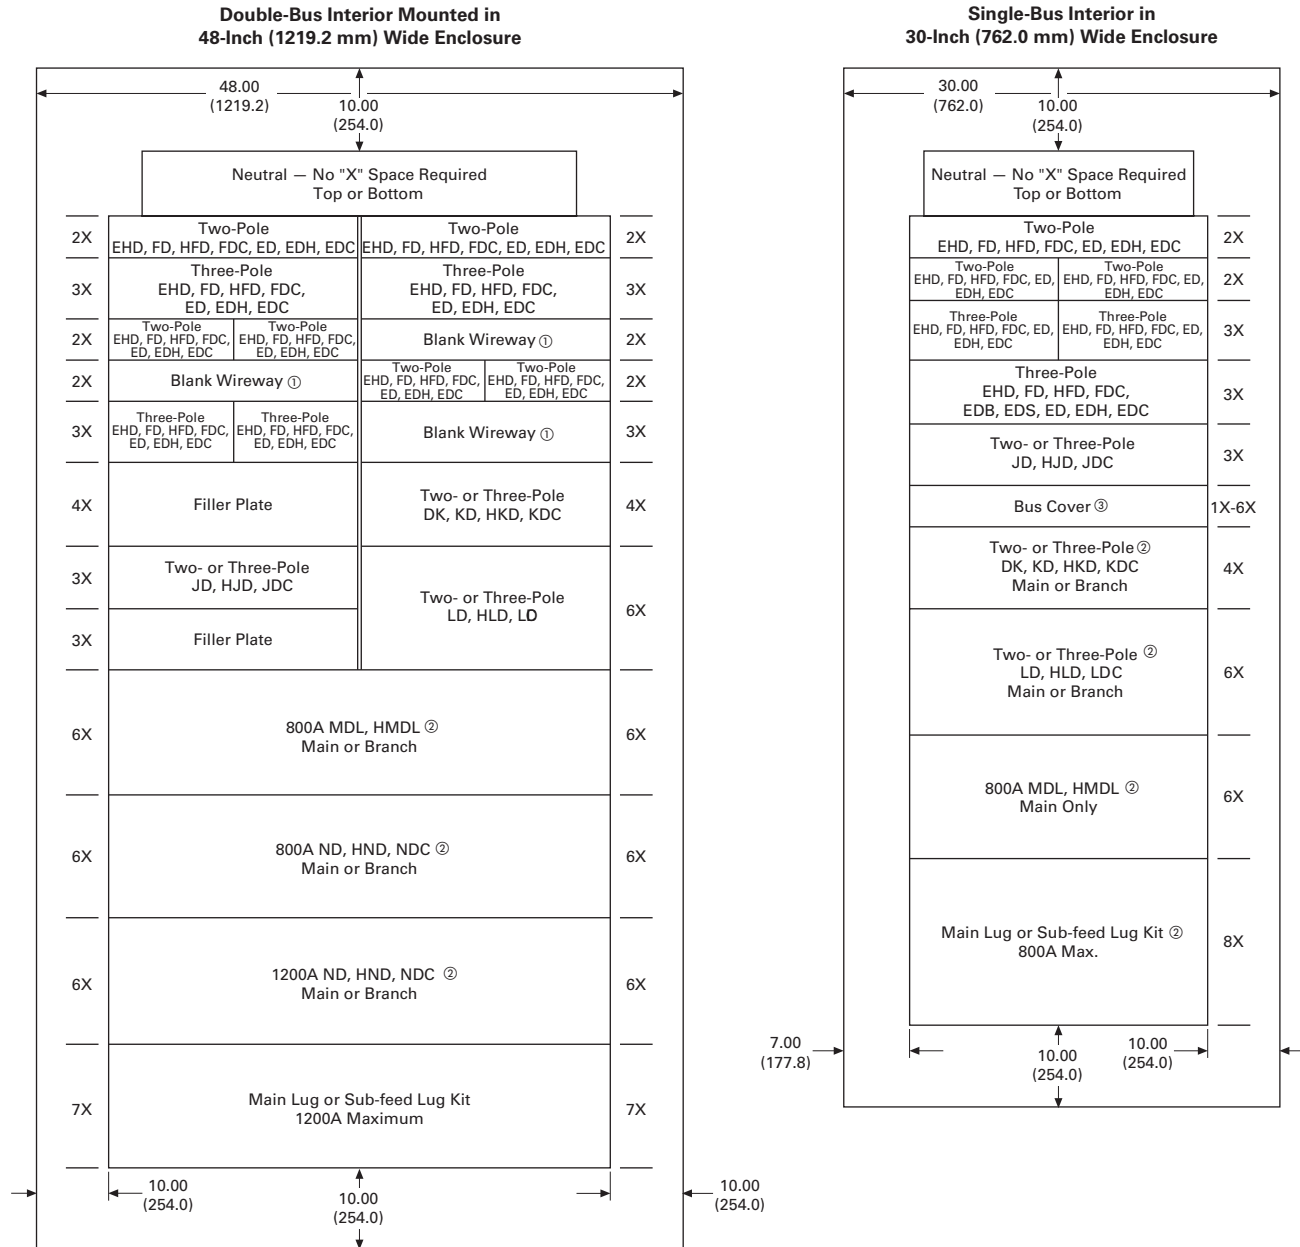 Double-Bus Interior Mounted in
48-Inch (1219.2 mm) Wide Enclosure
48.00
(1219.2)
10.00
(254.0)
Neutral — No "X" Space Required
Top or Bottom
2X
Two-Pole
EHD, FD, HFD, FDC, ED, EDH, EDC
Two-Pole
EHD, FD, HFD, FDC, ED, EDH, EDC
2X
3X
Three-Pole
EHD, FD, HFD, FDC,
ED, EDH, EDC
Three-Pole
EHD, FD, HFD, FDC,
ED, EDH, EDC
3X
2X
Two-Pole
EHD, FD, HFD, FDC,
ED, EDH, EDC
Two-Pole
EHD, FD, HFD, FDC,
ED, EDH, EDC
Blank Wireway ①
2X
2X
Blank Wireway ①
Two-Pole
EHD, FD, HFD, FDC,
ED, EDH, EDC
Two-Pole
EHD, FD, HFD, FDC,
ED, EDH, EDC
2X
3X
Three-Pole
EHD, FD, HFD, FDC,
ED, EDH, EDC
Three-Pole
EHD, FD, HFD, FDC,
ED, EDH, EDC
Blank Wireway ①
3X
4X
Filler Plate
Two- or Three-Pole
DK, KD, HKD, KDC
4X
3X
Two- or Three-Pole
JD, HJD, JDC
Two- or Three-Pole
LD, HLD, LD
6X
3X
Filler Plate
6X
800A MDL, HMDL ②
Main or Branch
6X
6X
800A ND, HND, NDC ②
Main or Branch
6X
6X
1200A ND, HND, NDC ②
Main or Branch
6X
7X
Main Lug or Sub-feed Lug Kit
1200A Maximum
7X
10.00
(254.0)
10.00
(254.0)
10.00
(254.0)
Single-Bus Interior in
30-Inch (762.0 mm) Wide Enclosure
30.00
(762.0)
10.00
(254.0)
Neutral — No "X" Space Required
Top or Bottom
Two-Pole
EHD, FD, HFD, FDC, ED, EDH, EDC
2X
Two-Pole
EHD, FD, HFD, FDC, ED,
EDH, EDC
Two-Pole
EHD, FD, HFD, FDC, ED,
EDH, EDC
2X
Three-Pole
EHD, FD, HFD, FDC, ED,
EDH, EDC
Three-Pole
EHD, FD, HFD, FDC, ED,
EDH, EDC
3X
Three-Pole
EHD, FD, HFD, FDC,
EDB, EDS, ED, EDH, EDC
3X
Two- or Three-Pole
JD, HJD, JDC
3X
Bus Cover ③
1X-6X
Two- or Three-Pole ②
DK, KD, HKD, KDC
Main or Branch
4X
Two- or Three-Pole ②
LD, HLD, LDC
Main or Branch
6X
800A MDL, HMDL ②
Main Only
6X
Main Lug or Sub-feed Lug Kit ②
800A Max.
8X
7.00
(177.8)
10.00
(254.0)
10.00
(254.0)